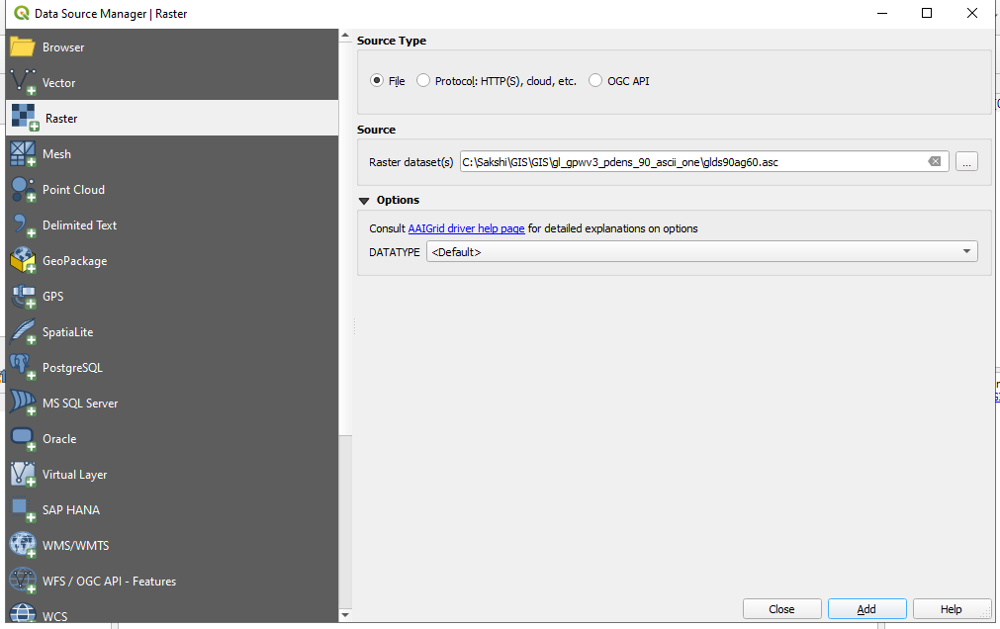 Data Source Manager | Raster
Browser
Vector
Raster
Mesh
Point Cloud
Delimited Text
GeoPackage
GPS
SpatiaLite
PostgreSQL
MS SQL Server
Oracle
Virtual Layer
SAP HANA
WMS/WMTS
WFS / OGC API - Features
WCS
Source Type
File Protocol: HTTP(S), cloud, etc. OGC API
Source
Raster dataset(s) C:\Sakshi\GIS\GIS\gl_gpwv3_pdens_90_ascii_one\glds90ag60.asc ...
Options
Consult AAIGrid driver help page for detailed explanations on options
DATATYPE <Default>
Close Add Help